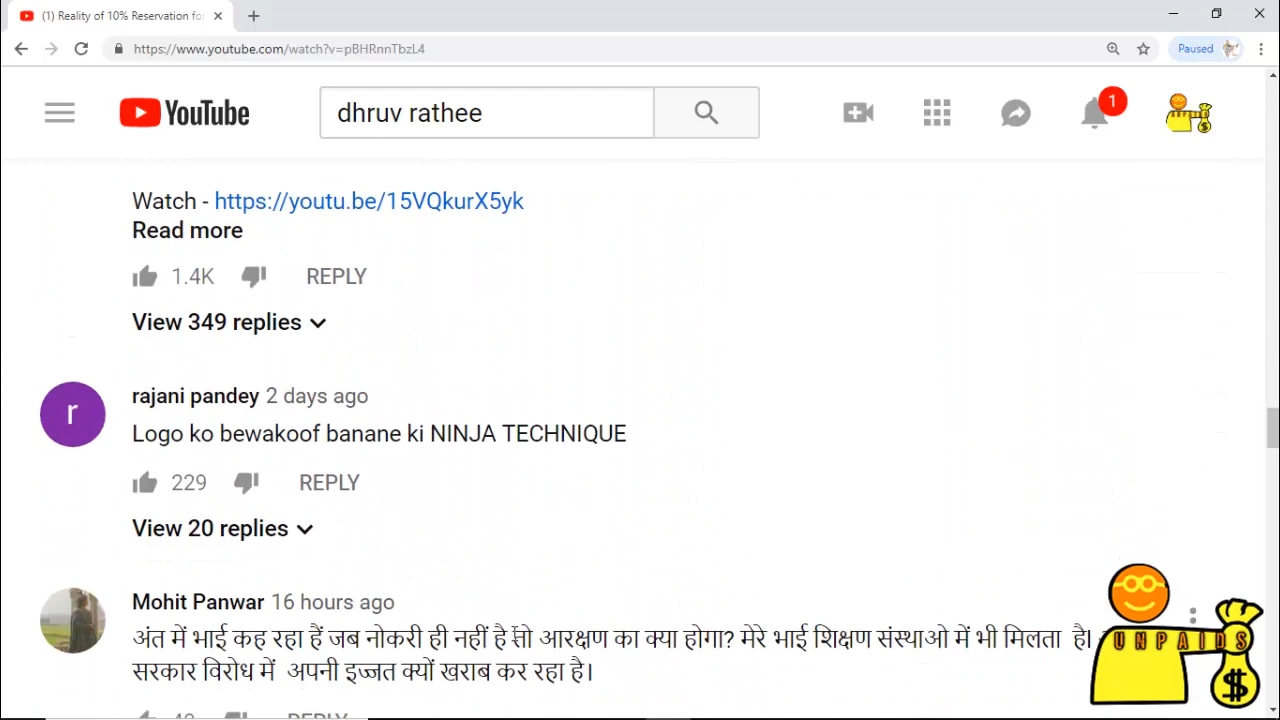 (1) Reality of 10% Reservation for
https://www.youtube.com/watch?v=pBHRnnTbzL4
Paused
YouTube
dhruv rathee
1
Watch - https://youtu.be/15VQkurX5yk
Read more
1.4K REPLY
View 349 replies
r
rajani pandey 2 days ago
Logo ko bewakoof banane ki NINJA TECHNIQUE
229 REPLY
View 20 replies
Mohit Panwar 16 hours ago
अंत में भाई कह रहा हैं जब नोकरी ही नहीं है तो आरक्षण का क्या होगा? मेरे भाई शिक्षण संस्थाओ में भी मिलता है।
सरकार विरोध में अपनी इज्जत क्यों खराब कर रहा है।
UNPAIDS
$